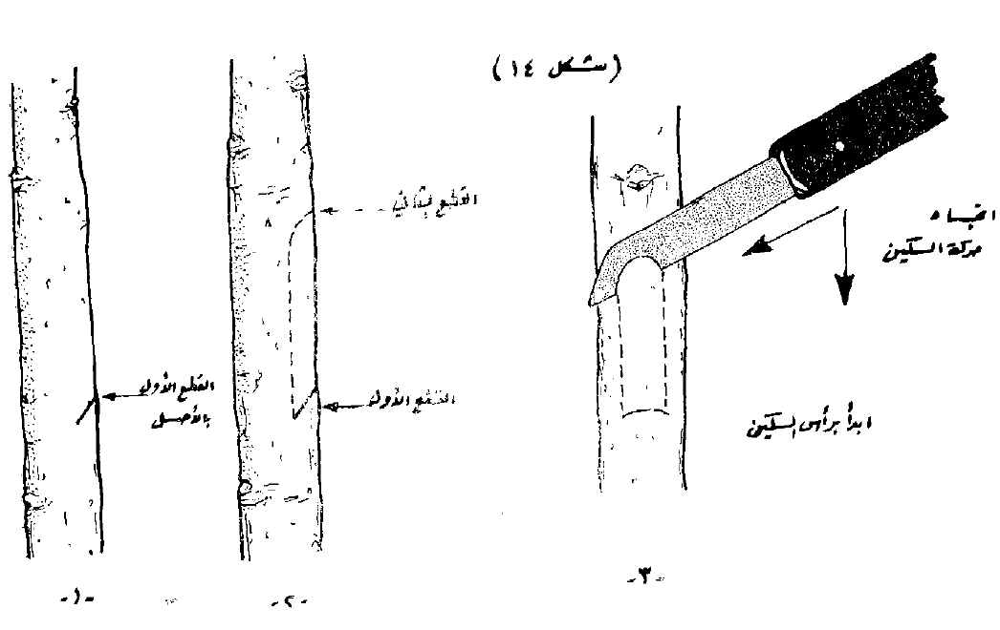 (شكل ١٤)
القطع الثاني
اتجاه
حركة السكين
القطع الأول
بالأصل
القطع الأول
ابدأ برأس السكين
-١-
-٢-
-٣-